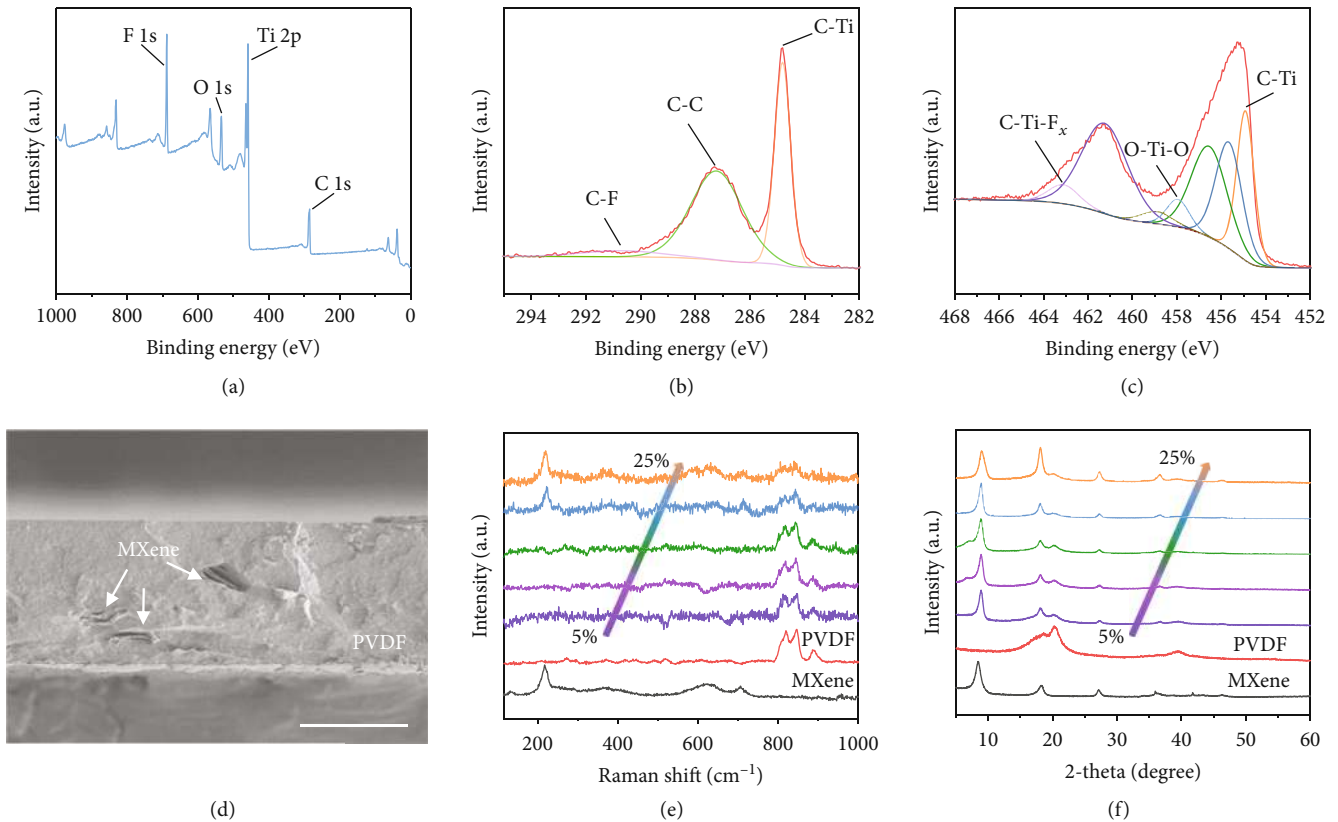 F 1s
Ti 2p
O 1s
C 1s
Intensity (a.u.)
1000 800 600 400 200 0
Binding energy (eV)
(a)
C-Ti
C-C
C-F
Intensity (a.u.)
294 292 290 288 286 284 282
Binding energy (eV)
(b)
C-Ti
C-Ti-Fₓ
O-Ti-O
Intensity (a.u.)
468 466 464 462 460 458 456 454 452
Binding energy (eV)
(c)
MXene
PVDF
(d)
25%
5%
PVDF
MXene
Intensity (a.u.)
200 400 600 800 1000
Raman shift (cm⁻¹)
(e)
25%
5%
PVDF
MXene
Intensity (a.u.)
10 20 30 40 50 60
2-theta (degree)
(f)